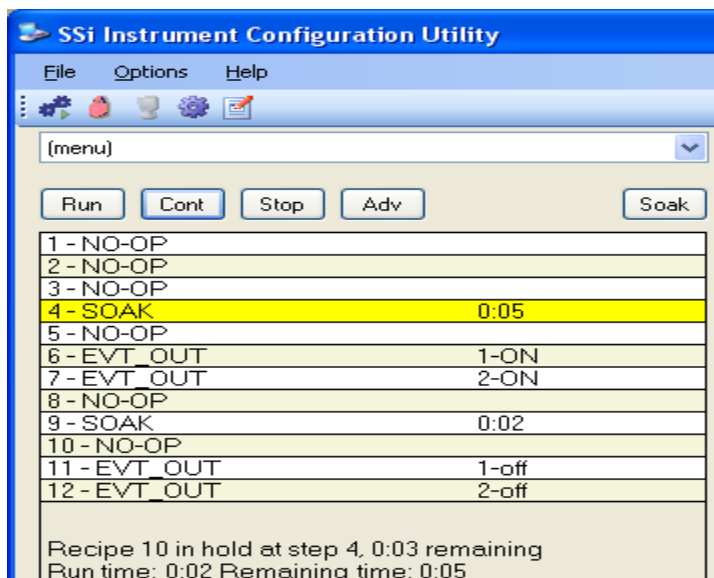 SSi Instrument Configuration Utility
File Options Help
(menu)
Run Cont Stop Adv Soak
1 - NO-OP
2 - NO-OP
3 - NO-OP
4 - SOAK 0:05
5 - NO-OP
6 - EVT_OUT 1-ON
7 - EVT_OUT 2-ON
8 - NO-OP
9 - SOAK 0:02
10 - NO-OP
11 - EVT_OUT 1-off
12 - EVT_OUT 2-off
Recipe 10 in hold at step 4, 0:03 remaining
Run time: 0:02 Remaining time: 0:05